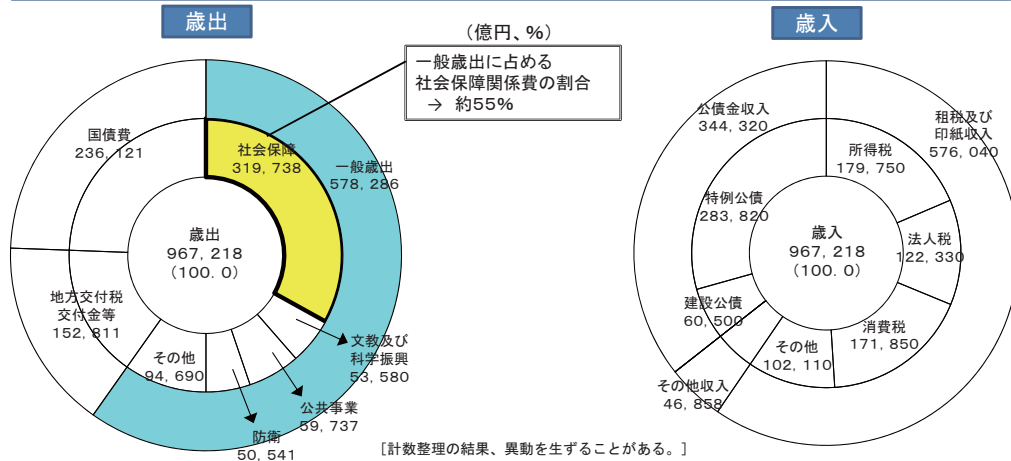 歳出
歳入
(億円、%)
一般歳出に占める
社会保障関係費の割合
→ 約55%
国債費
236, 121
社会保障
319, 738
一般歳出
578, 286
歳出
967, 218
(100. 0)
地方交付税
交付金等
152, 811
その他
94, 690
文教及び
科学振興
53, 580
公共事業
59, 737
防衛
50, 541
公債金収入
344, 320
租税及び
印紙収入
576, 040
所得税
179, 750
特例公債
283, 820
歳入
967, 218
(100. 0)
法人税
122, 330
建設公債
60, 500
消費税
171, 850
その他
102, 110
その他収入
46, 858
[計数整理の結果、異動を生ずることがある。]